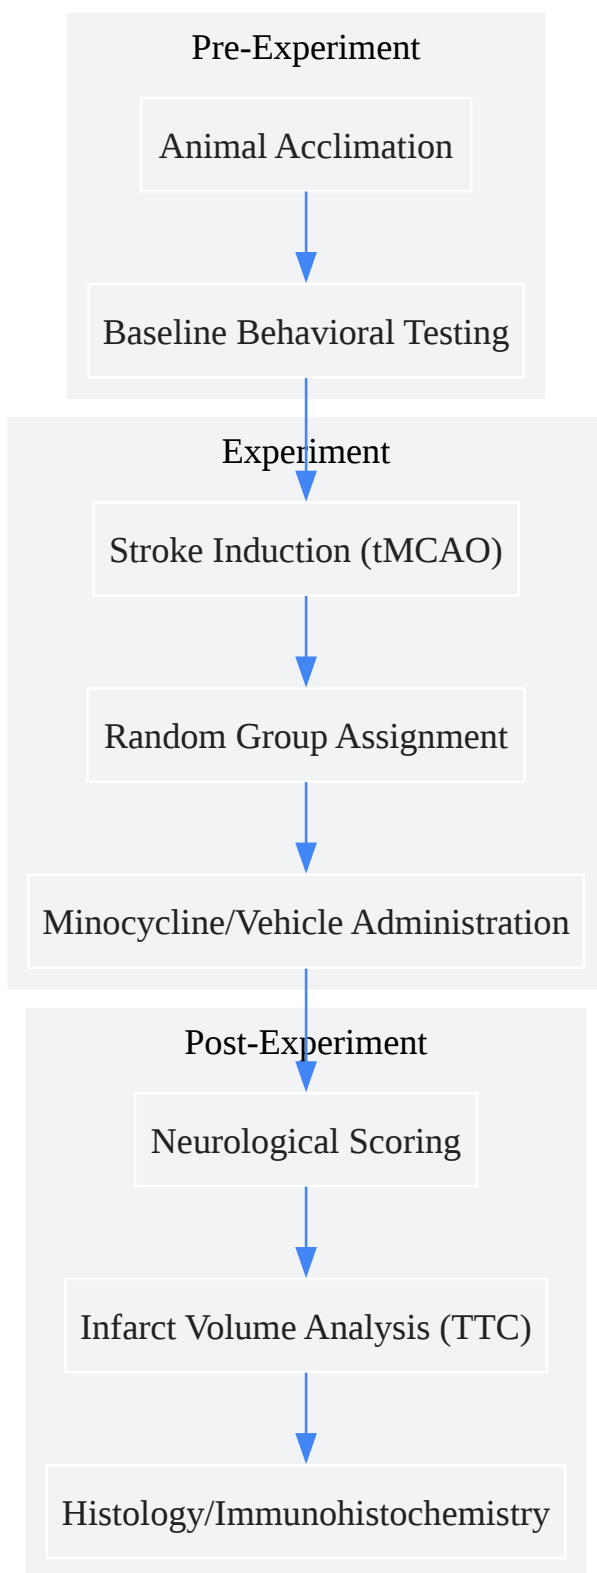 Pre-Experiment
Animal Acclimation
Baseline Behavioral Testing
Experiment
Stroke Induction (tMCAO)
Random Group Assignment
Minocycline/Vehicle Administration
Post-Experiment
Neurological Scoring
Infarct Volume Analysis (TTC)
Histology/Immunohistochemistry